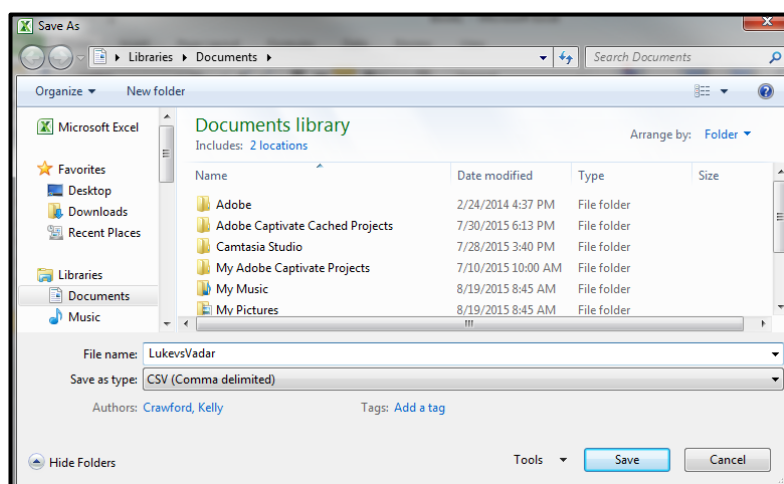 Save As
Libraries Documents Search Documents
Organize New folder
Microsoft Excel
Favorites
Desktop
Downloads
Recent Places
Libraries
Documents
Music
Documents library
Includes: 2 locations
Arrange by: Folder
Name Date modified Type Size
Adobe 2/24/2014 4:37 PM File folder
Adobe Captivate Cached Projects 7/30/2015 6:13 PM File folder
Camtasia Studio 7/28/2015 3:40 PM File folder
My Adobe Captivate Projects 7/10/2015 10:00 AM File folder
My Music 8/19/2015 8:45 AM File folder
My Pictures 8/19/2015 8:45 AM File folder
File name: LukevsVadar
Save as type: CSV (Comma delimited)
Authors: Crawford, Kelly Tags: Add a tag
Hide Folders Tools Save Cancel